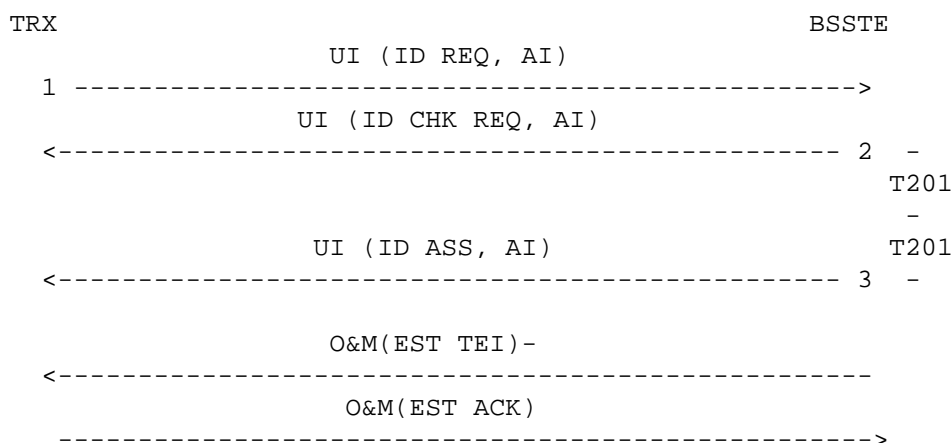 TRX BSSTE
UI (ID REQ, AI)
1 ------------------------------------------------->
UI (ID CHK REQ, AI)
<------------------------------------------------- 2 -
T201
-
UI (ID ASS, AI) T201
<------------------------------------------------- 3 -
O&M(EST TEI)-
<---------------------------------------------------
O&M(EST ACK)
--------------------------------------------------->